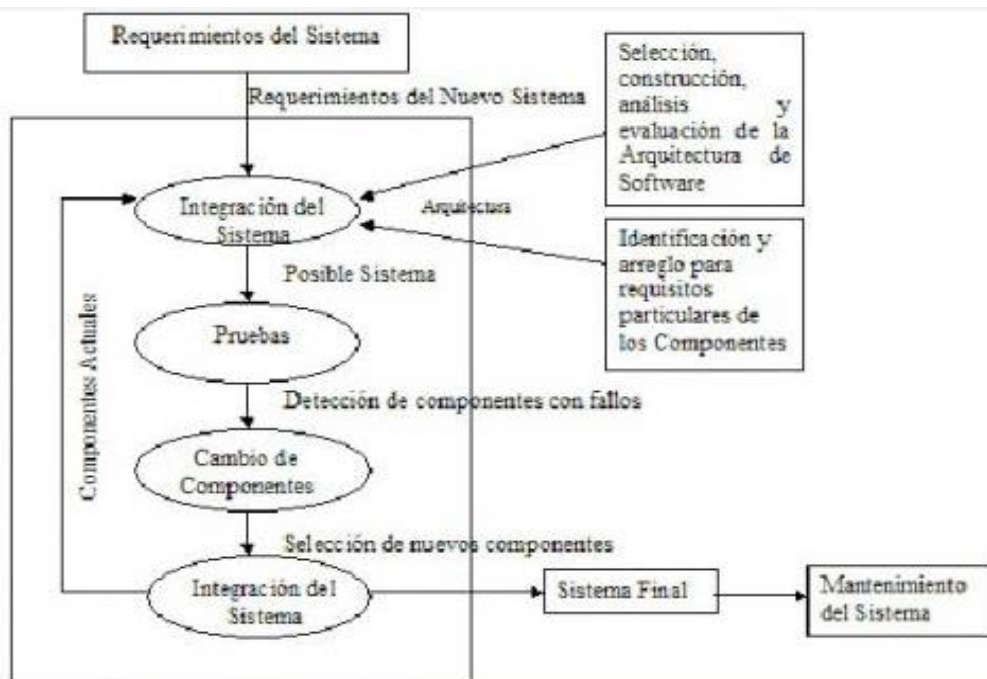 Requerimientos del Sistema
Requerimientos del Nuevo Sistema
Selección,
construcción,
análisis y
evaluación de la
Arquitectura de
Software
Integración del
Sistema
Arquitectura
Identificación y
arreglo para
requisitos
particulares de
los Componentes
Posible Sistema
Pruebas
Componentes Actuales
Detección de componentes con fallos
Cambio de
Componentes
Selección de nuevos componentes
Integración del
Sistema
Sistema Final
Mantenimiento
del Sistema